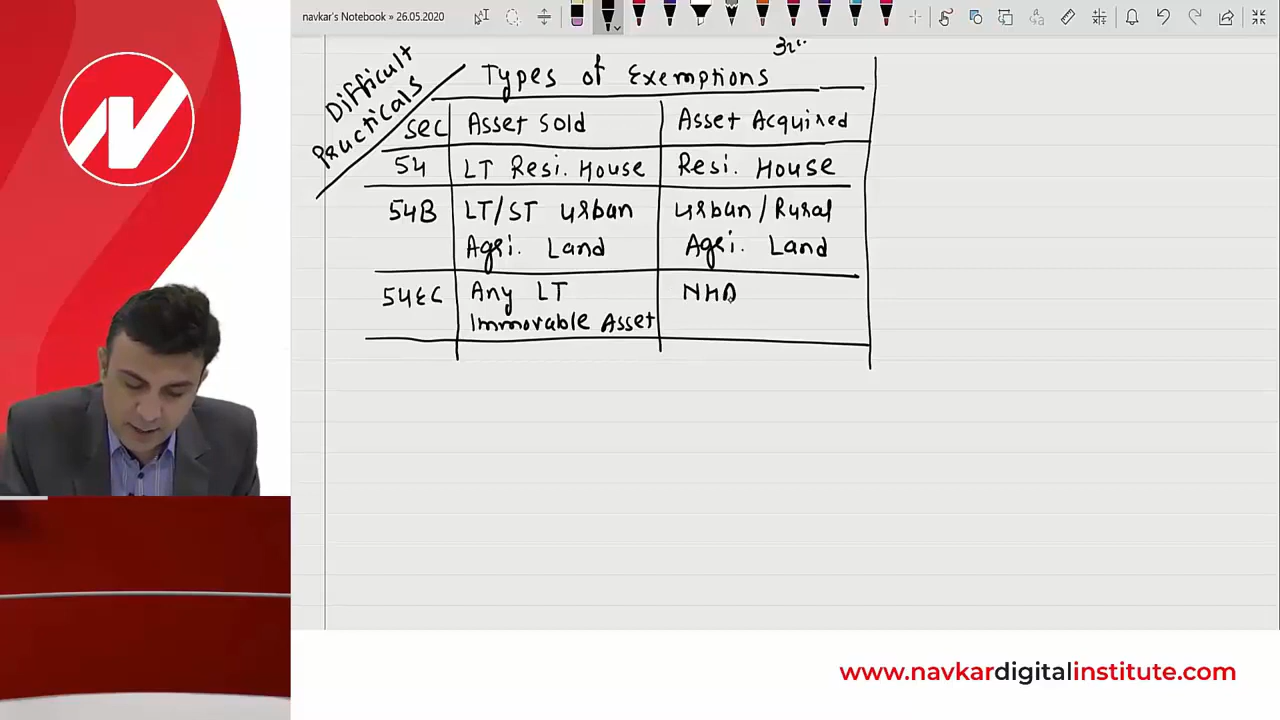 navkar's Notebook » 26.05.2020
Difficult
Practicals
Types of Exemptions
Sec Asset Sold Asset Acquired
54 LT Resi. House Resi. House
54B LT/ST Urban Urban/Rural
Agri. Land Agri. Land
54EC Any LT NHA
Immovable Asset
www.navkardigitalinstitute.com